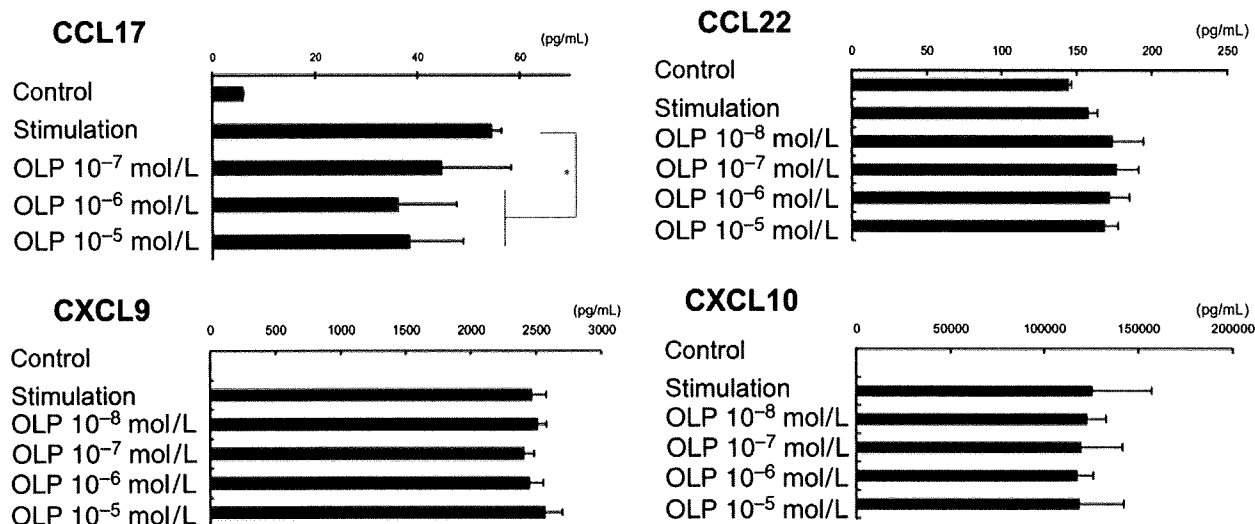 CCL17
(pg/mL)
0 20 40 60
Control
Stimulation
OLP 10⁻⁷ mol/L
OLP 10⁻⁶ mol/L
OLP 10⁻⁵ mol/L
*
CCL22
(pg/mL)
0 50 100 150 200 250
Control
Stimulation
OLP 10⁻⁸ mol/L
OLP 10⁻⁷ mol/L
OLP 10⁻⁶ mol/L
OLP 10⁻⁵ mol/L
CXCL9
(pg/mL)
0 500 1000 1500 2000 2500 3000
Control
Stimulation
OLP 10⁻⁸ mol/L
OLP 10⁻⁷ mol/L
OLP 10⁻⁶ mol/L
OLP 10⁻⁵ mol/L
CXCL10
(pg/mL)
0 50000 100000 150000 200000
Control
Stimulation
OLP 10⁻⁸ mol/L
OLP 10⁻⁷ mol/L
OLP 10⁻⁶ mol/L
OLP 10⁻⁵ mol/L